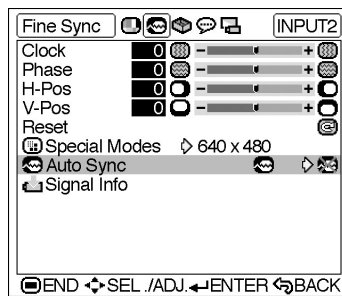 Fine Sync INPUT2
Clock 0 - +
Phase 0 - +
H-Pos 0 - +
V-Pos 0 - +
Reset
Special Modes 640 x 480
Auto Sync
Signal Info
END SEL ./ADJ. ENTER BACK